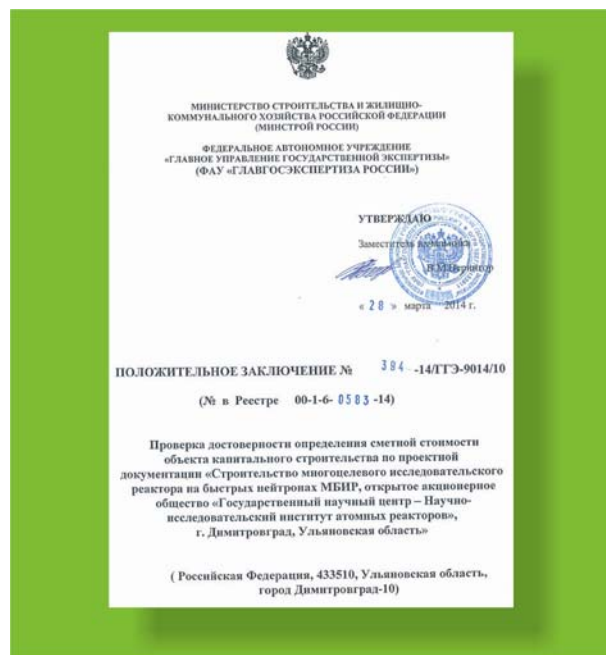 МИНИСТЕРСТВО СТРОИТЕЛЬСТВА И ЖИЛИЩНО-
КОММУНАЛЬНОГО ХОЗЯЙСТВА РОССИЙСКОЙ ФЕДЕРАЦИИ
(МИНСТРОЙ РОССИИ)
ФЕДЕРАЛЬНОЕ АВТОНОМНОЕ УЧРЕЖДЕНИЕ
«ГЛАВНОЕ УПРАВЛЕНИЕ ГОСУДАРСТВЕННОЙ ЭКСПЕРТИЗЫ»
(ФАУ «ГЛАВГОСЭКСПЕРТИЗА РОССИИ»)
УТВЕРЖДАЮ
Заместитель начальника
« 28 » марта 2014 г.
ПОЛОЖИТЕЛЬНОЕ ЗАКЛЮЧЕНИЕ № 384 -14/ГГЭ-9014/10
(№ в Реестре 00-1-6- 0583 -14)
Проверка достоверности определения сметной стоимости
объекта капитального строительства по проектной
документации «Строительство многоцелевого исследовательского
реактора на быстрых нейтронах МБИР, открытое акционерное
общество «Государственный научный центр – Научно-
исследовательский институт атомных реакторов»,
г. Димитровград, Ульяновская область»
( Российская Федерация, 433510, Ульяновская область,
город Димитровград-10)